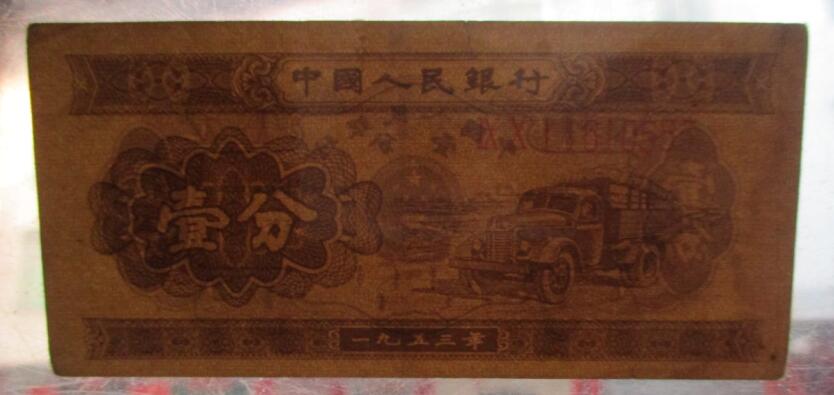 中國人民銀行
壹分
一九五三年